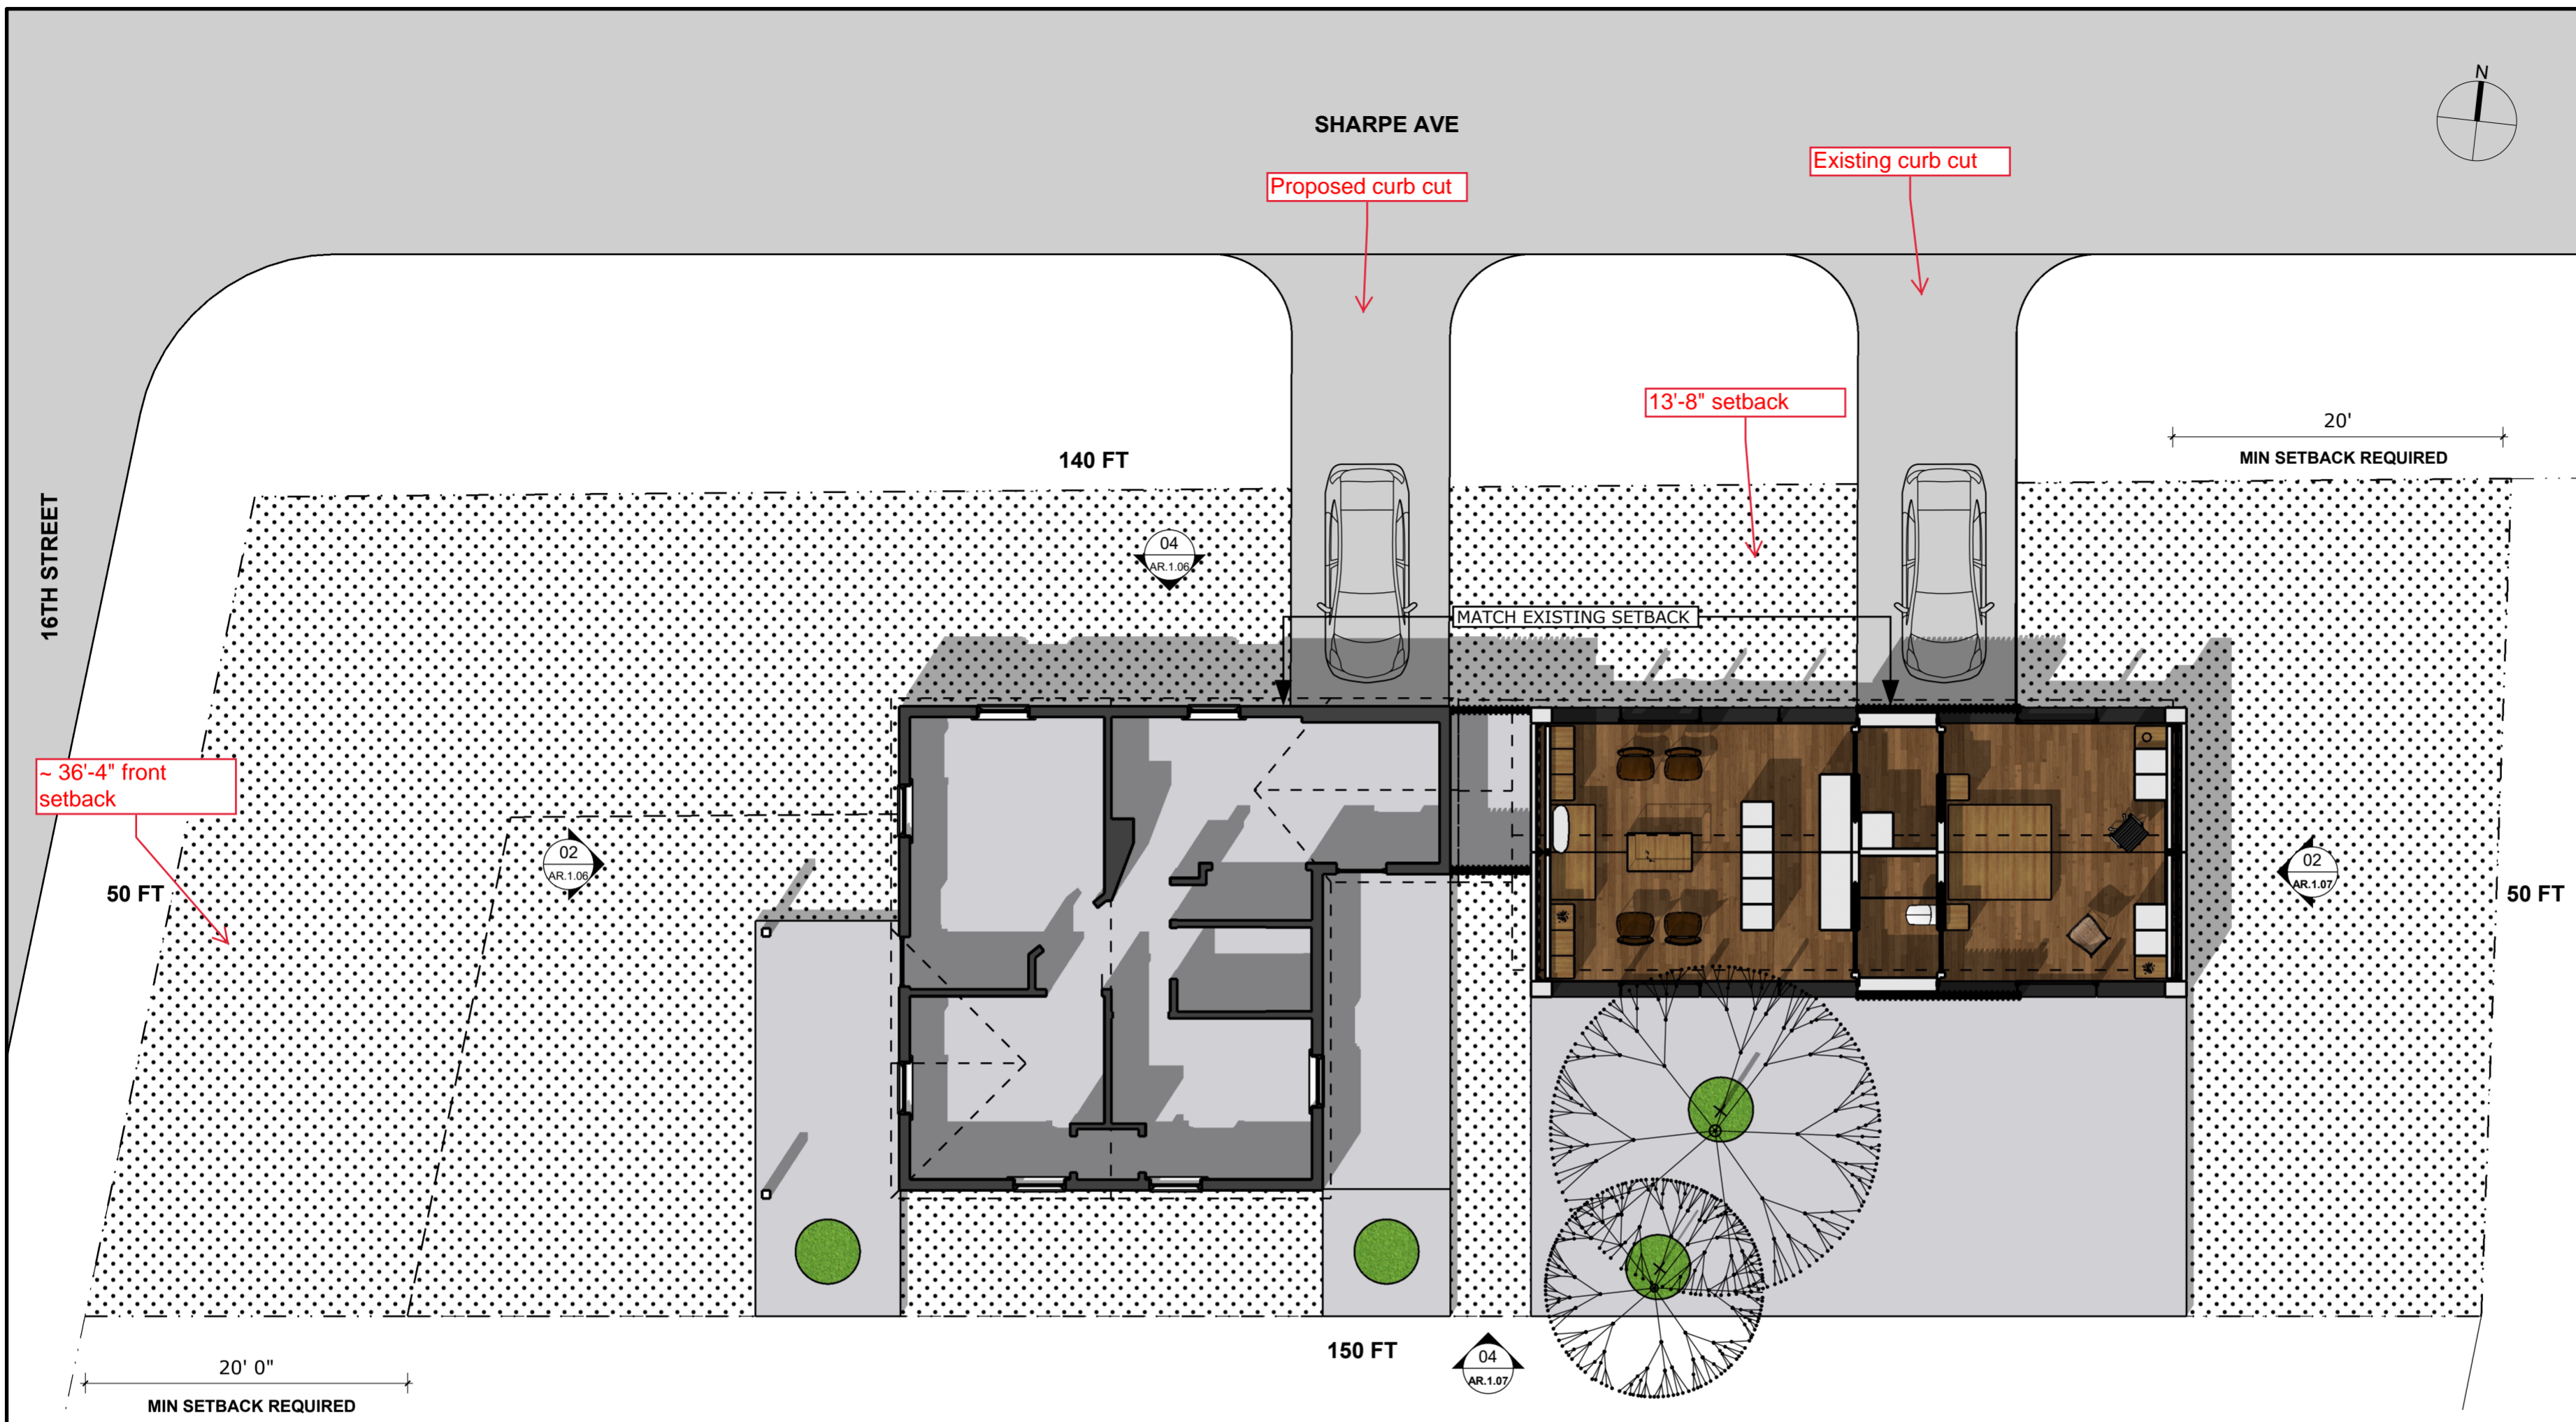 N
SHARPE AVE
Existing curb cut
Proposed curb cut
13'-8" setback
20'
MIN SETBACK REQUIRED
140 FT
16TH STREET
04
AR.1.06
MATCH EXISTING SETBACK
~ 36'-4" front
setback
02
AR.1.06
02
AR.1.07
50 FT
50 FT
150 FT
04
AR.1.07
20' 0"
MIN SETBACK REQUIRED